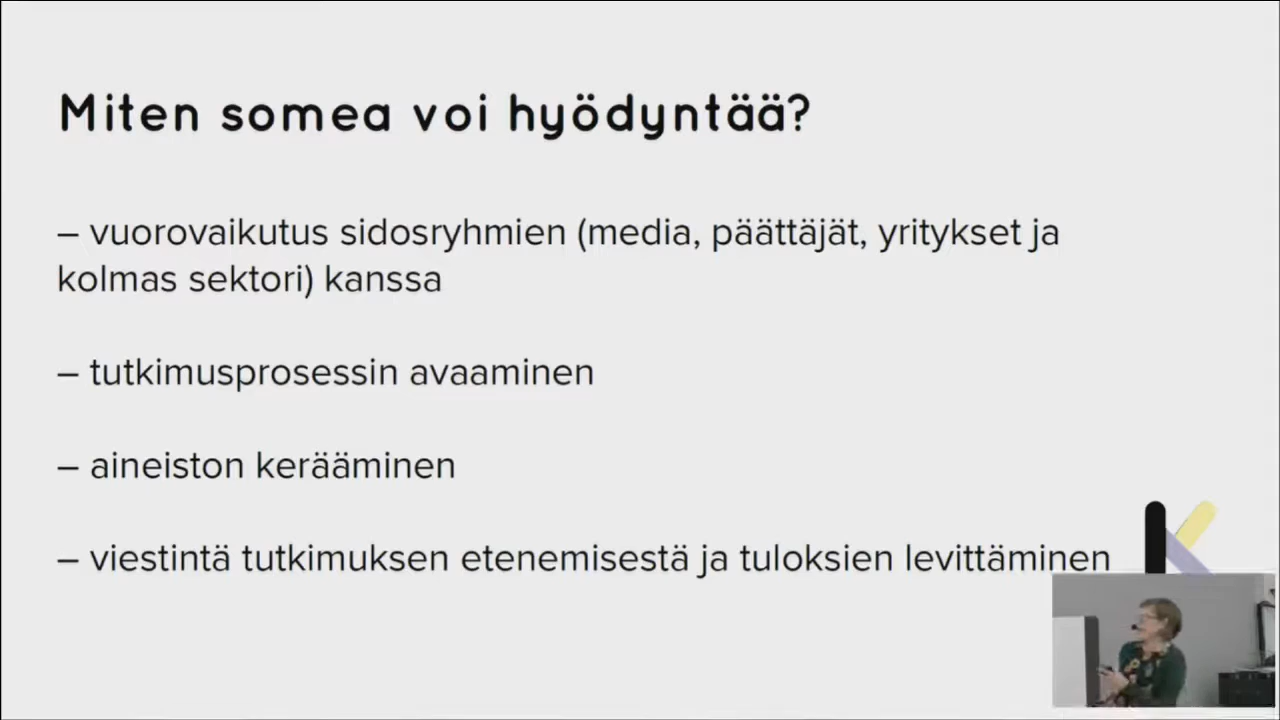 Miten somea voi hyödyntää?
– vuorovaikutus sidosryhmien (media, päättäjät, yritykset ja
kolmas sektori) kanssa
– tutkimusprosessin avaaminen
– aineiston kerääminen
– viestintä tutkimuksen etenemisestä ja tuloksien levittäminen